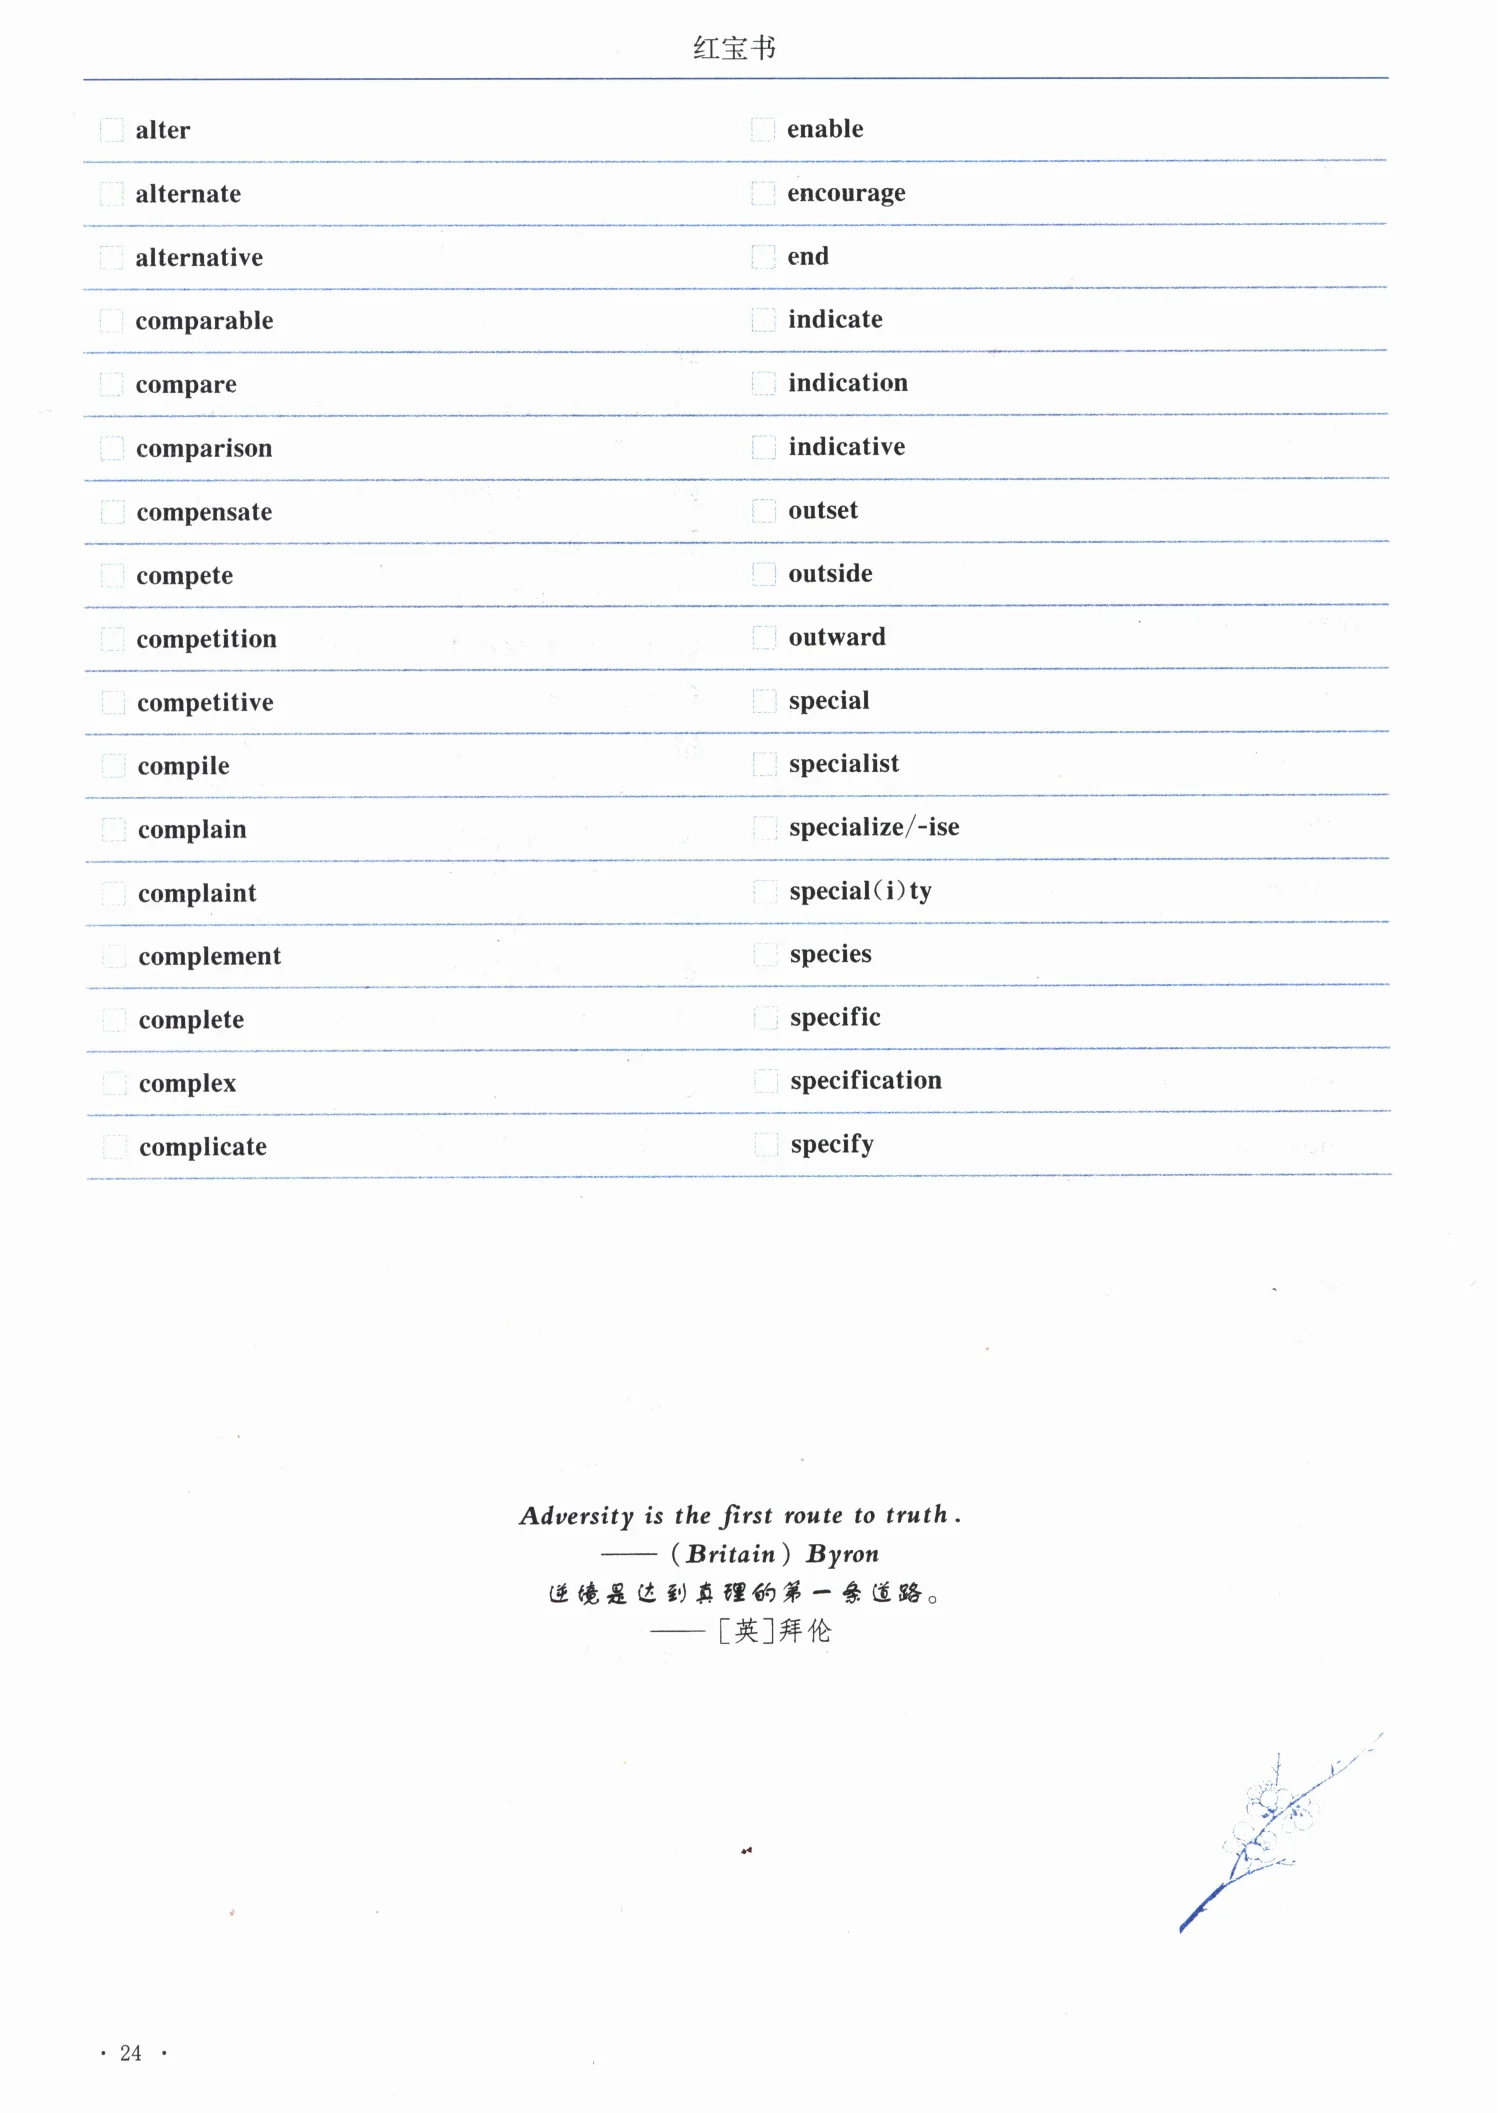 红宝书
alter
alternate
alternative
comparable
compare
comparison
compensate
compete
competition
competitive
compile
complain
complaint
complement
complete
complex
complicate
enable
encourage
end
indicate
indication
indicative
outset
outside
outward
special
specialist
specialize/-ise
special(i)ty
species
specific
specification
specify
Adversity is the first route to truth.
——(Britain) Byron
逆境是达到真理的第一条道路。
——[英]拜伦
· 24 ·